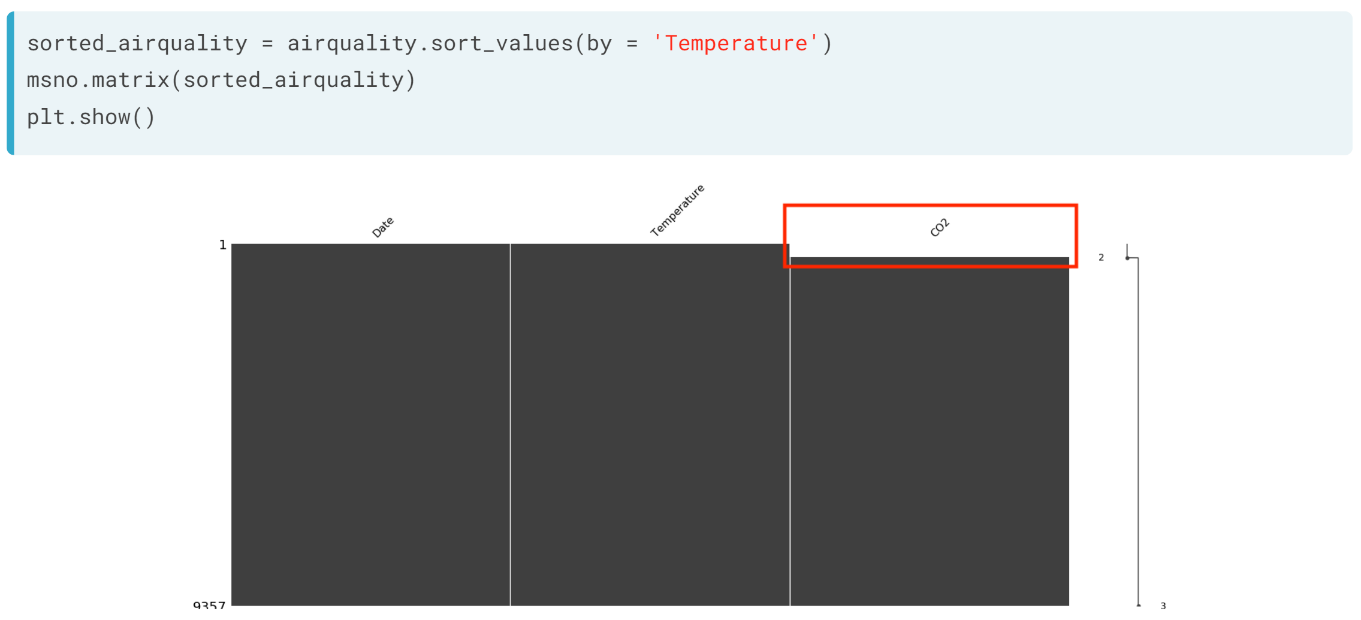 sorted_airquality = airquality.sort_values(by = 'Temperature')
msno.matrix(sorted_airquality)
plt.show()
Date
Temperature
CO2
1
2
9357
3